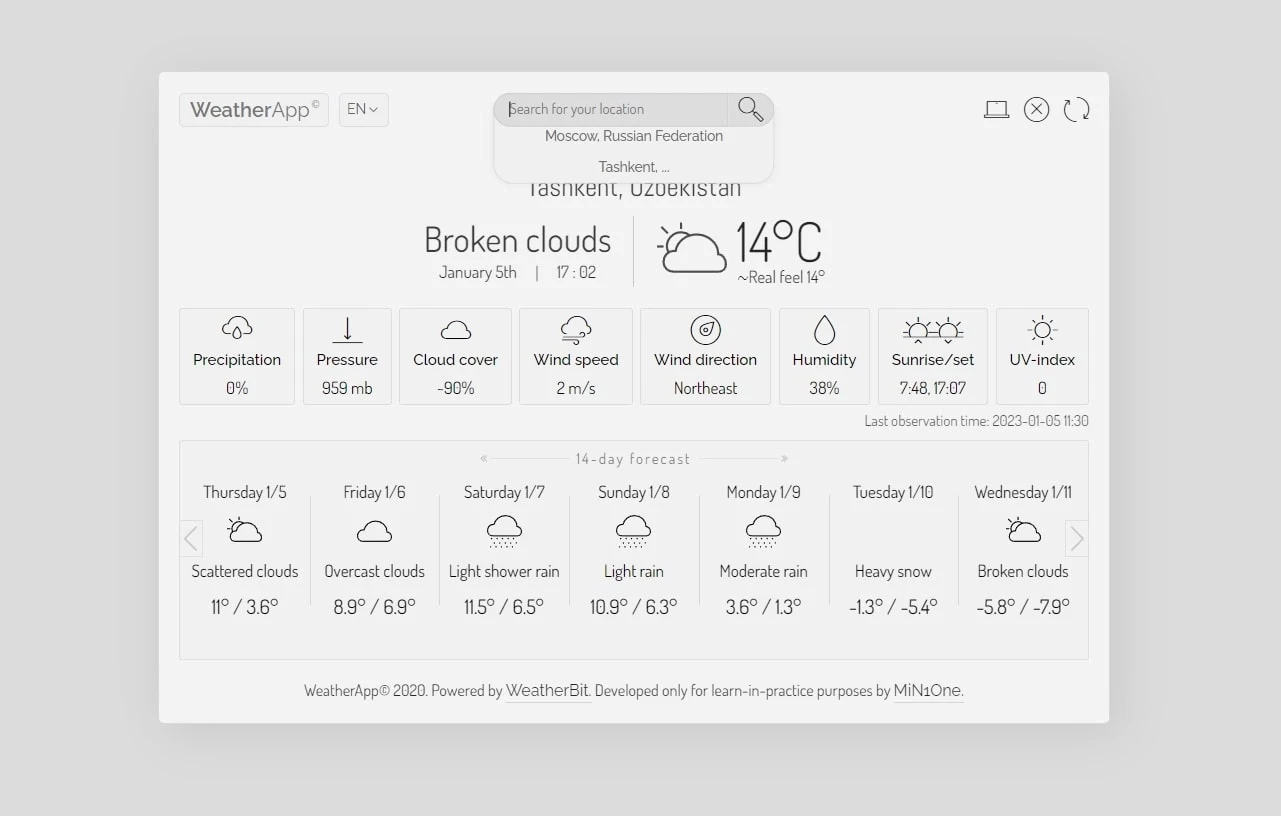 WeatherApp©
EN
Search for your location
Moscow, Russian Federation
Tashkent, ...
Tashkent, Uzbekistan
Broken clouds
January 5th | 17 : 02
14°C
~Real feel 14°
Precipitation
0%
Pressure
959 mb
Cloud cover
~90%
Wind speed
2 m/s
Wind direction
Northeast
Humidity
38%
Sunrise/set
7:48, 17:07
UV-index
0
Last observation time: 2023-01-05 11:30
« 14-day forecast »
Thursday 1/5
Scattered clouds
11° / 3.6°
Friday 1/6
Overcast clouds
8.9° / 6.9°
Saturday 1/7
Light shower rain
11.5° / 6.5°
Sunday 1/8
Light rain
10.9° / 6.3°
Monday 1/9
Moderate rain
3.6° / 1.3°
Tuesday 1/10
Heavy snow
-1.3° / -5.4°
Wednesday 1/11
Broken clouds
-5.8° / -7.9°
WeatherApp© 2020. Powered by WeatherBit. Developed only for learn-in-practice purposes by MiN1One.